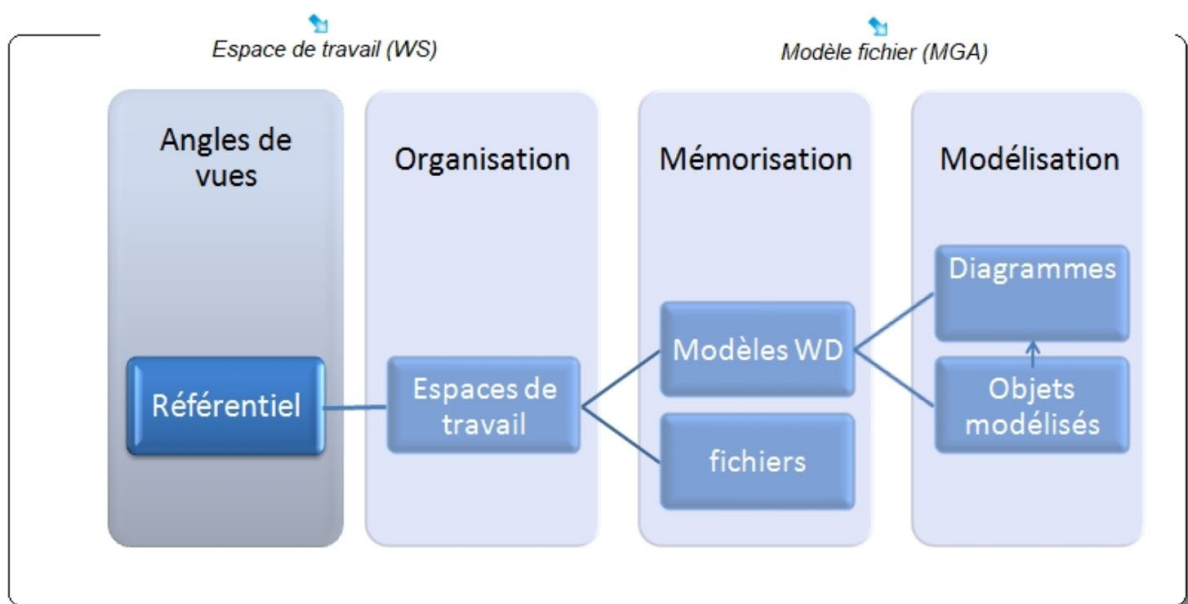 Espace de travail (WS)
Modèle fichier (MGA)
Angles de
vues
Organisation
Mémorisation
Modélisation
Référentiel
Espaces de
travail
Modèles WD
fichiers
Diagrammes
Objets
modélisés